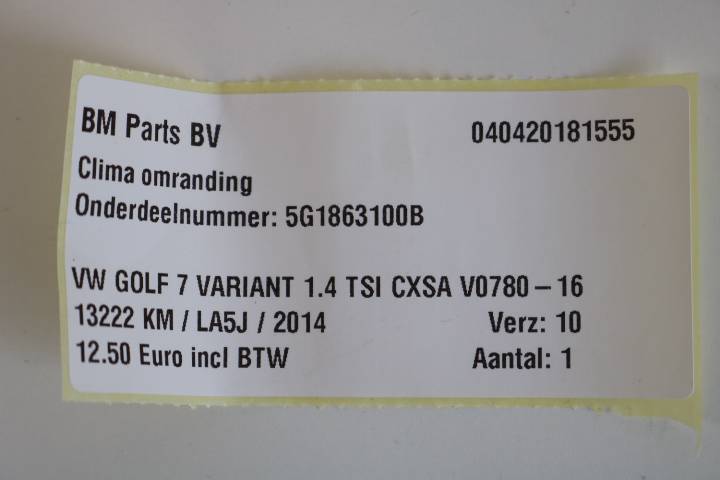 BM Parts BV 040420181555
Clima omranding
Onderdeelnummer: 5G1863100B
VW GOLF 7 VARIANT 1.4 TSI CXSA V0780 – 16
13222 KM / LA5J / 2014 Verz: 10
12.50 Euro incl BTW Aantal: 1